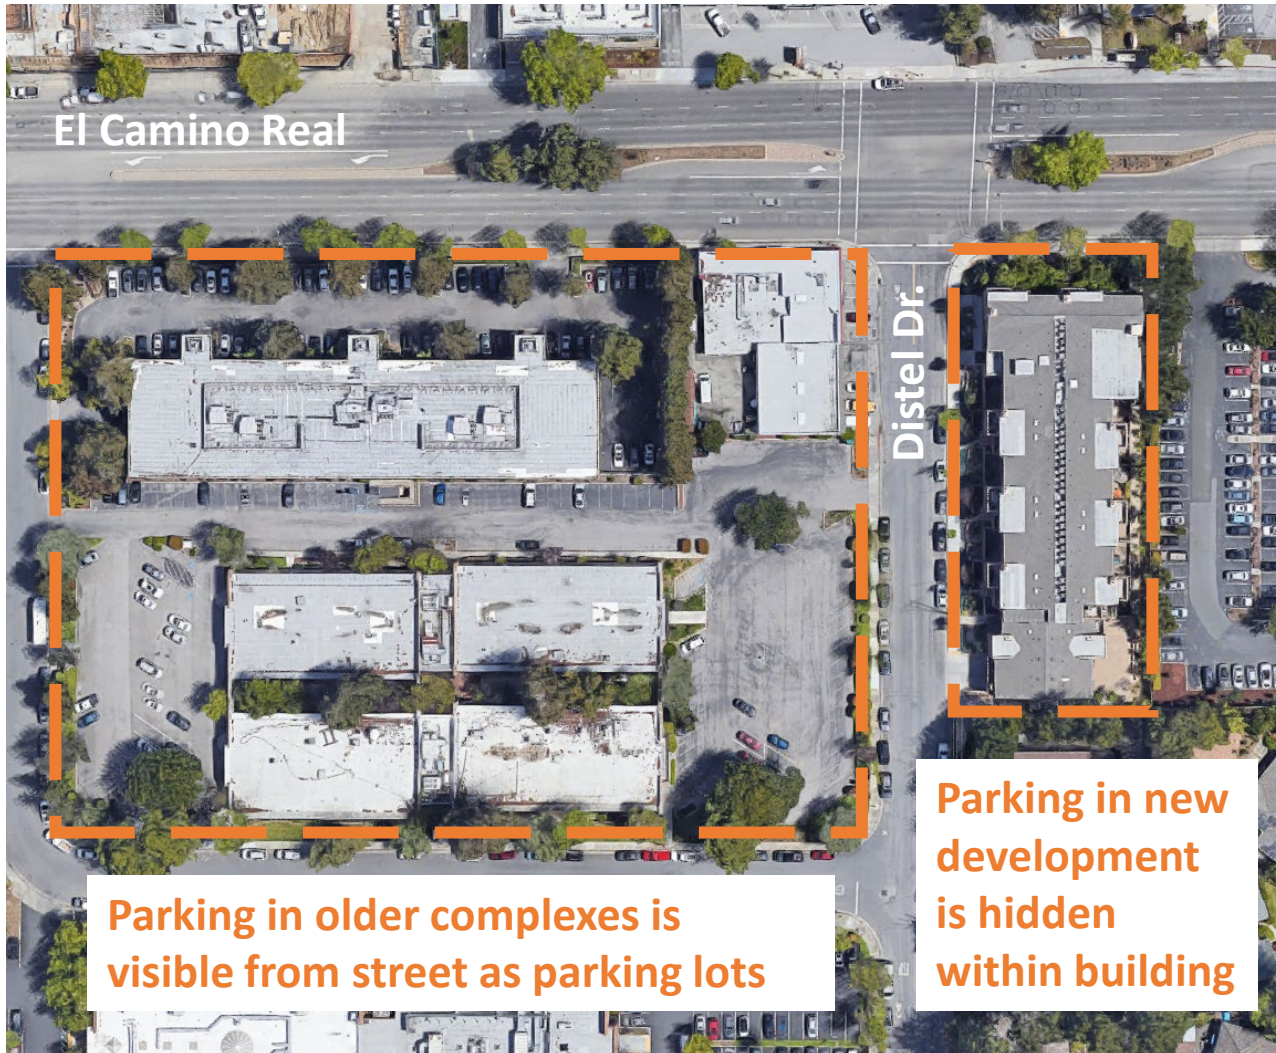 El Camino Real
Distel Dr.
Parking in older complexes is
visible from street as parking lots
Parking in new
development
is hidden
within building